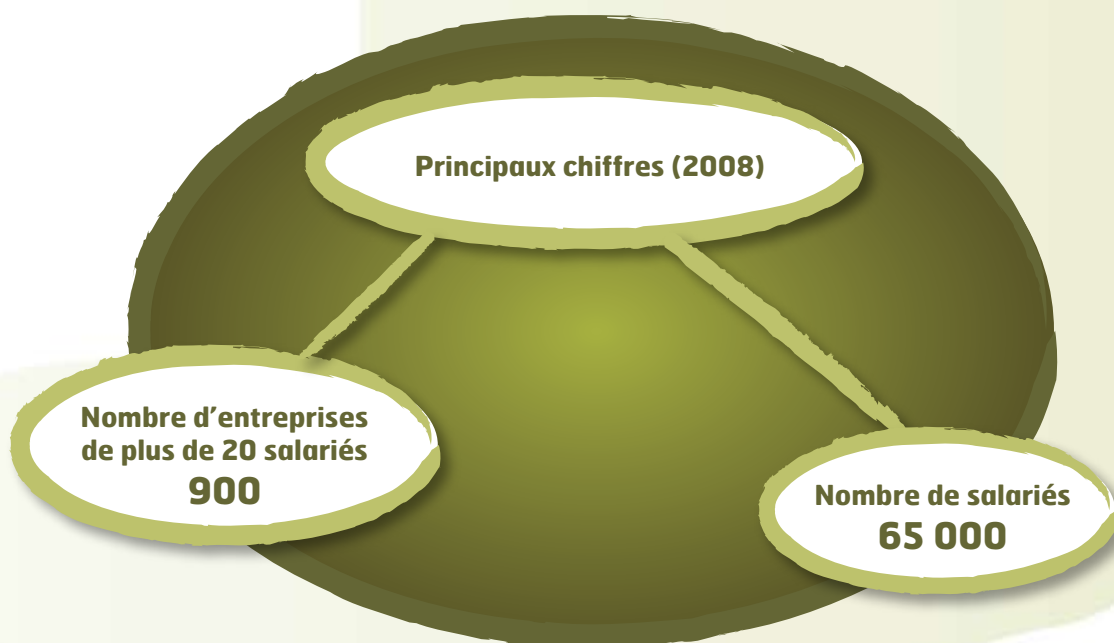 Principaux chiffres (2008)
Nombre d’entreprises
de plus de 20 salariés
900
Nombre de salariés
65 000